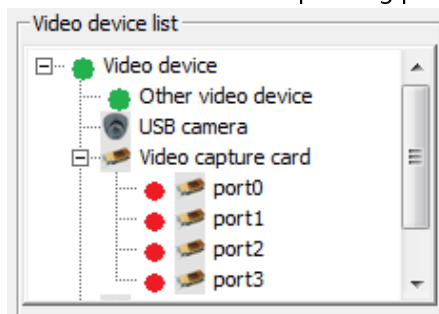 Video device list
Video device
Other video device
USB camera
Video capture card
port0
port1
port2
port3